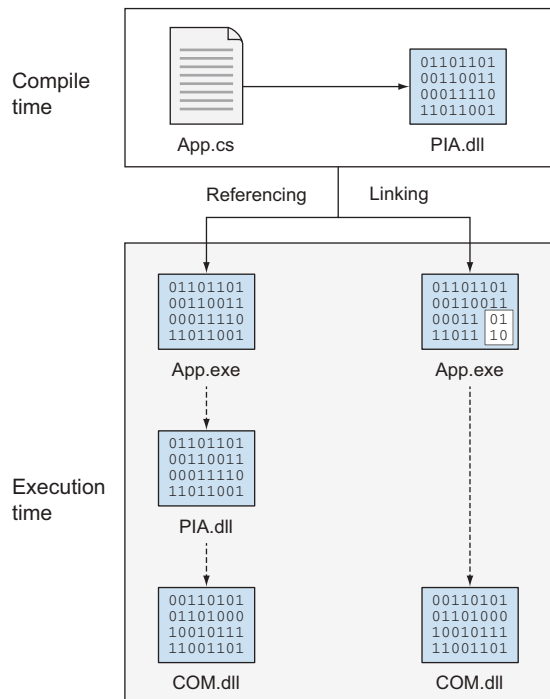 Compile
time
01101101
00110011
00011110
11011001
App.cs
PIA.dll
Referencing
Linking
Execution
time
01101101
00110011
00011110
11011001
App.exe
01101101
00110011
00011110
11011001
PIA.dll
00110101
01101000
10010111
11001101
COM.dll
01101101
00110011
00011 01
11011 10
App.exe
00110101
01101000
10010111
11001101
COM.dll